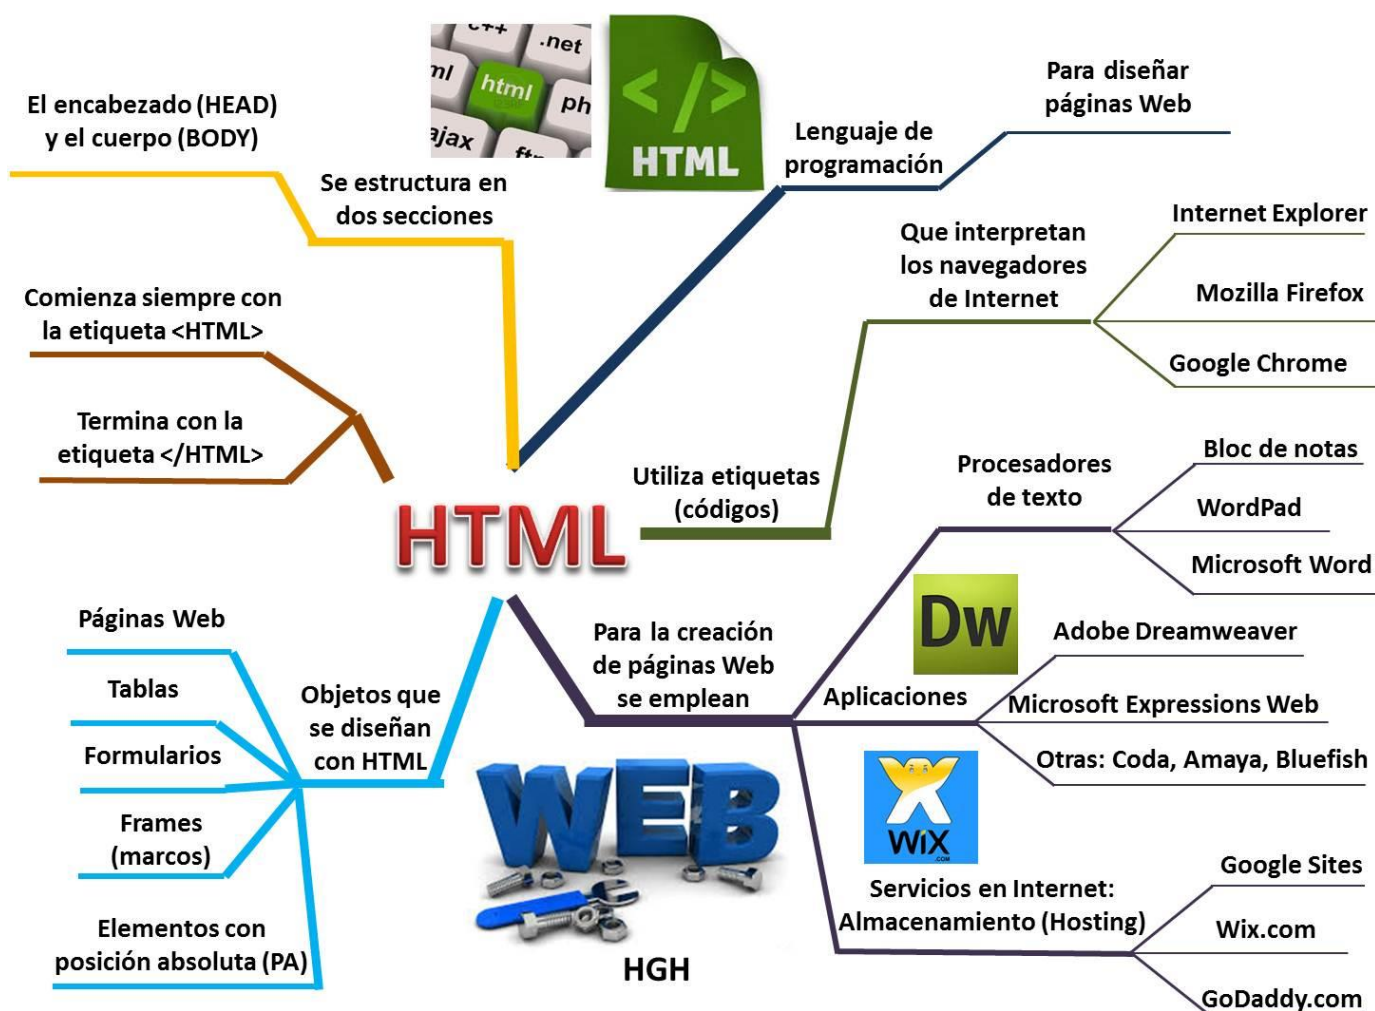 c++
.net
ml
html
ph
ajax
ft
</>
HTML
Para diseñar
páginas Web
Lenguaje de
programación
El encabezado (HEAD)
y el cuerpo (BODY)
Se estructura en
dos secciones
Comienza siempre con
la etiqueta <HTML>
Termina con la
etiqueta </HTML>
HTML
Utiliza etiquetas
(códigos)
Que interpretan
los navegadores
de Internet
Internet Explorer
Mozilla Firefox
Google Chrome
Para la creación
de páginas Web
se emplean
Procesadores
de texto
Bloc de notas
WordPad
Microsoft Word
Dw
Aplicaciones
Adobe Dreamweaver
Microsoft Expressions Web
Otras: Coda, Amaya, Bluefish
WiX
.COM
Servicios en Internet:
Almacenamiento (Hosting)
Google Sites
Wix.com
GoDaddy.com
Objetos que
se diseñan
con HTML
Páginas Web
Tablas
Formularios
Frames
(marcos)
Elementos con
posición absoluta (PA)
WEB
HGH